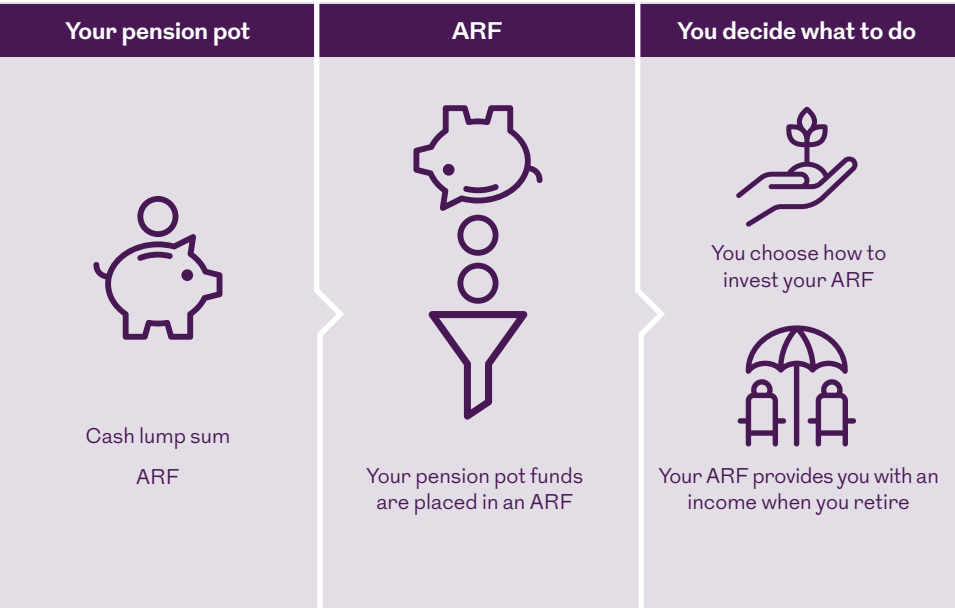 Your pension pot
Cash lump sum
ARF
ARF
Your pension pot funds
are placed in an ARF
You decide what to do
You choose how to
invest your ARF
Your ARF provides you with an
income when you retire